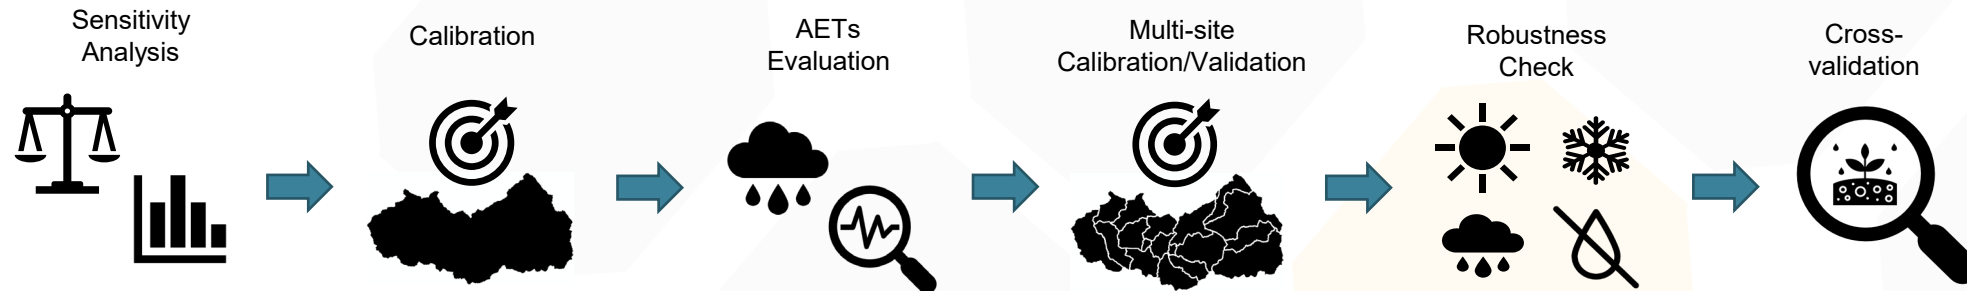 Sensitivity
Analysis
Calibration
AETs
Evaluation
Multi-site
Calibration/Validation
Robustness
Check
Cross-
validation